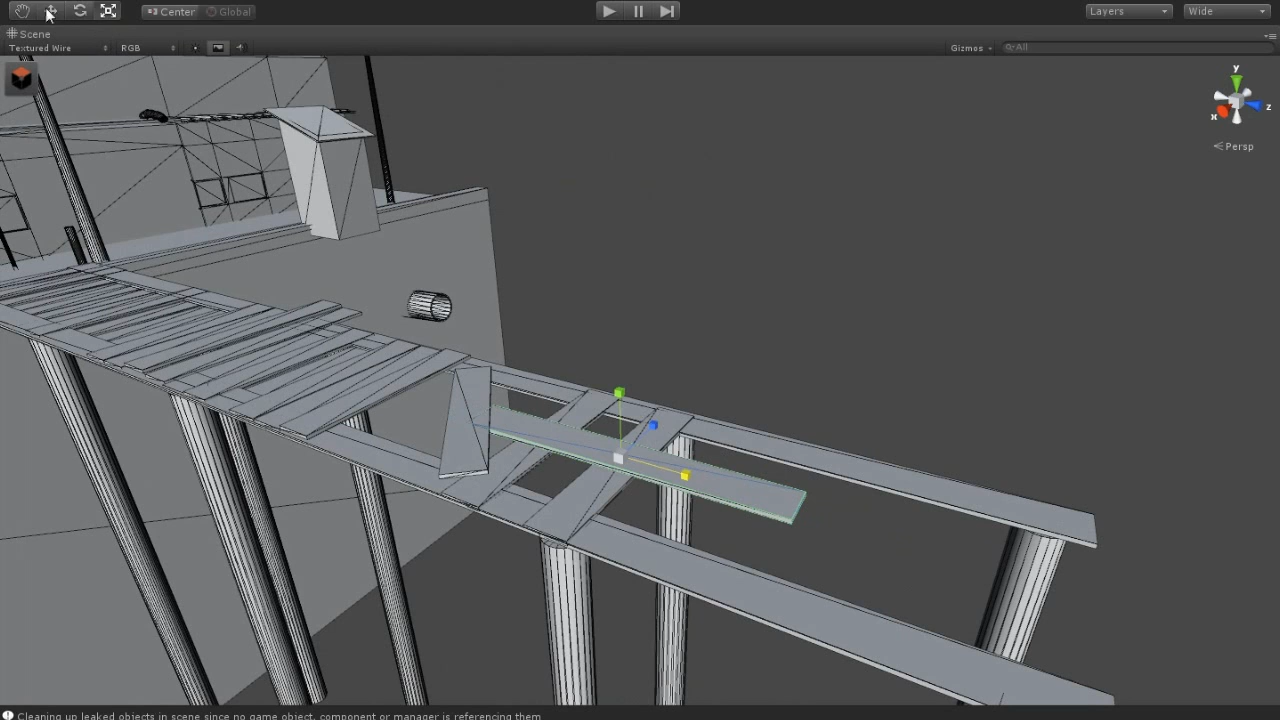 Center Global Layers Wide
Scene
Textured Wire RGB Gizmos All
y
x z
Persp
Cleaning up leaked objects in scene since no game object, component or manager is referencing them